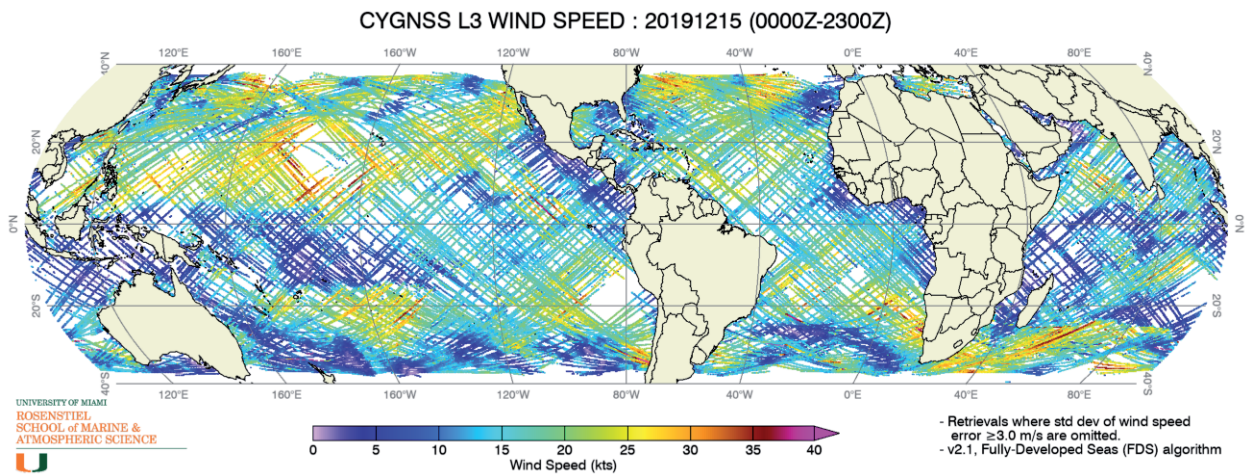 CYGNSS L3 WIND SPEED : 20191215 (0000Z-2300Z)
120°E 160°E 160°W 120°W 80°W 40°W 0°E 40°E 80°E
40°N 40°N
20°N 20°N
0°N 0°N
20°S 20°S
40°S 40°S
120°E 160°E 160°W 120°W 80°W 40°W 0°E 40°E 80°E
UNIVERSITY OF MIAMI
ROSENSTIEL
SCHOOL of MARINE &
ATMOSPHERIC SCIENCE
U
0 5 10 15 20 25 30 35 40
Wind Speed (kts)
- Retrievals where std dev of wind speed
error ≥3.0 m/s are omitted.
- v2.1, Fully-Developed Seas (FDS) algorithm